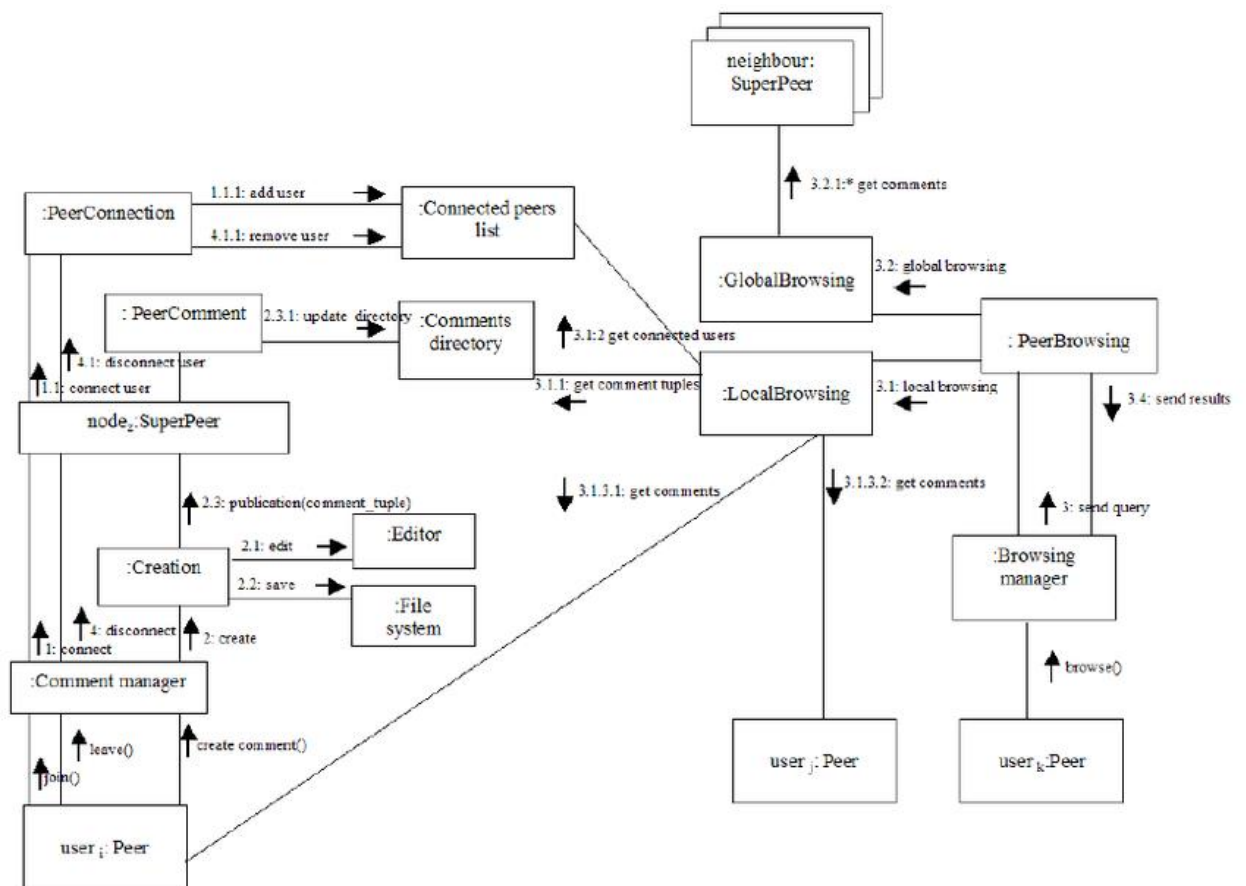 neighbour:
SuperPeer
3.2.1:* get comments
1.1.1: add user
:PeerConnection
:Connected peers
list
4.1.1: remove user
:GlobalBrowsing
3.2: global browsing
: PeerComment
2.3.1: update_directory
:Comments
directory
3.1:2 get connected users
: PeerBrowsing
4.1: disconnect user
1.1: connect user
3.1.1: get comment tuples
:LocalBrowsing
3.1: local browsing
3.4: send results
node z:SuperPeer
3.1.3.1: get comments
3.1.3.2: get comments
2.3: publication(comment_tuple)
3: send query
:Editor
2.1: edit
:Creation
:Browsing
manager
2.2: save
:File
system
4: disconnect
2: create
1: connect
:Comment manager
browse()
leave()
create comment()
join()
user j: Peer
user k:Peer
user i: Peer